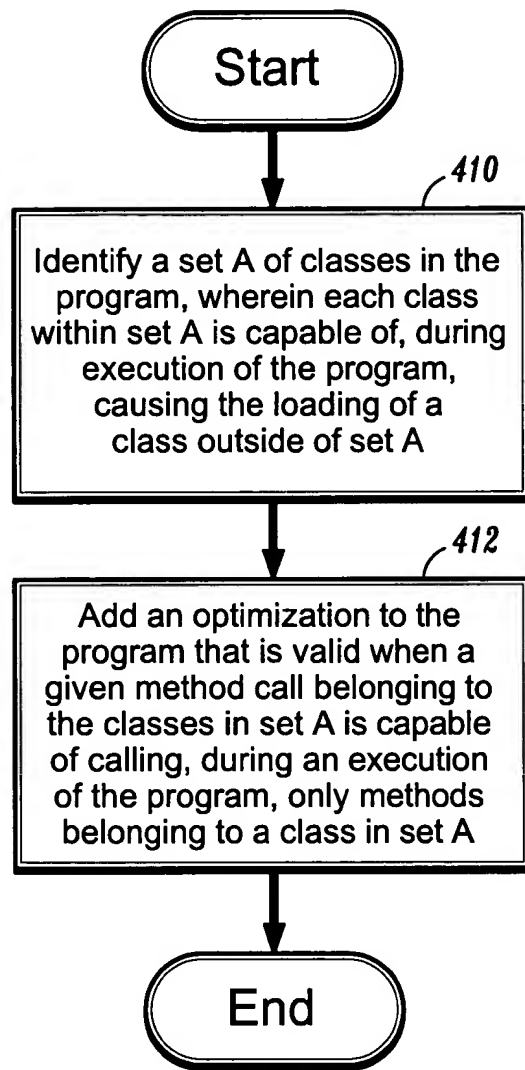 Start
410
Identify a set A of classes in the
program, wherein each class
within set A is capable of, during
execution of the program,
causing the loading of a
class outside of set A
412
Add an optimization to the
program that is valid when a
given method call belonging to
the classes in set A is capable
of calling, during an execution
of the program, only methods
belonging to a class in set A
End